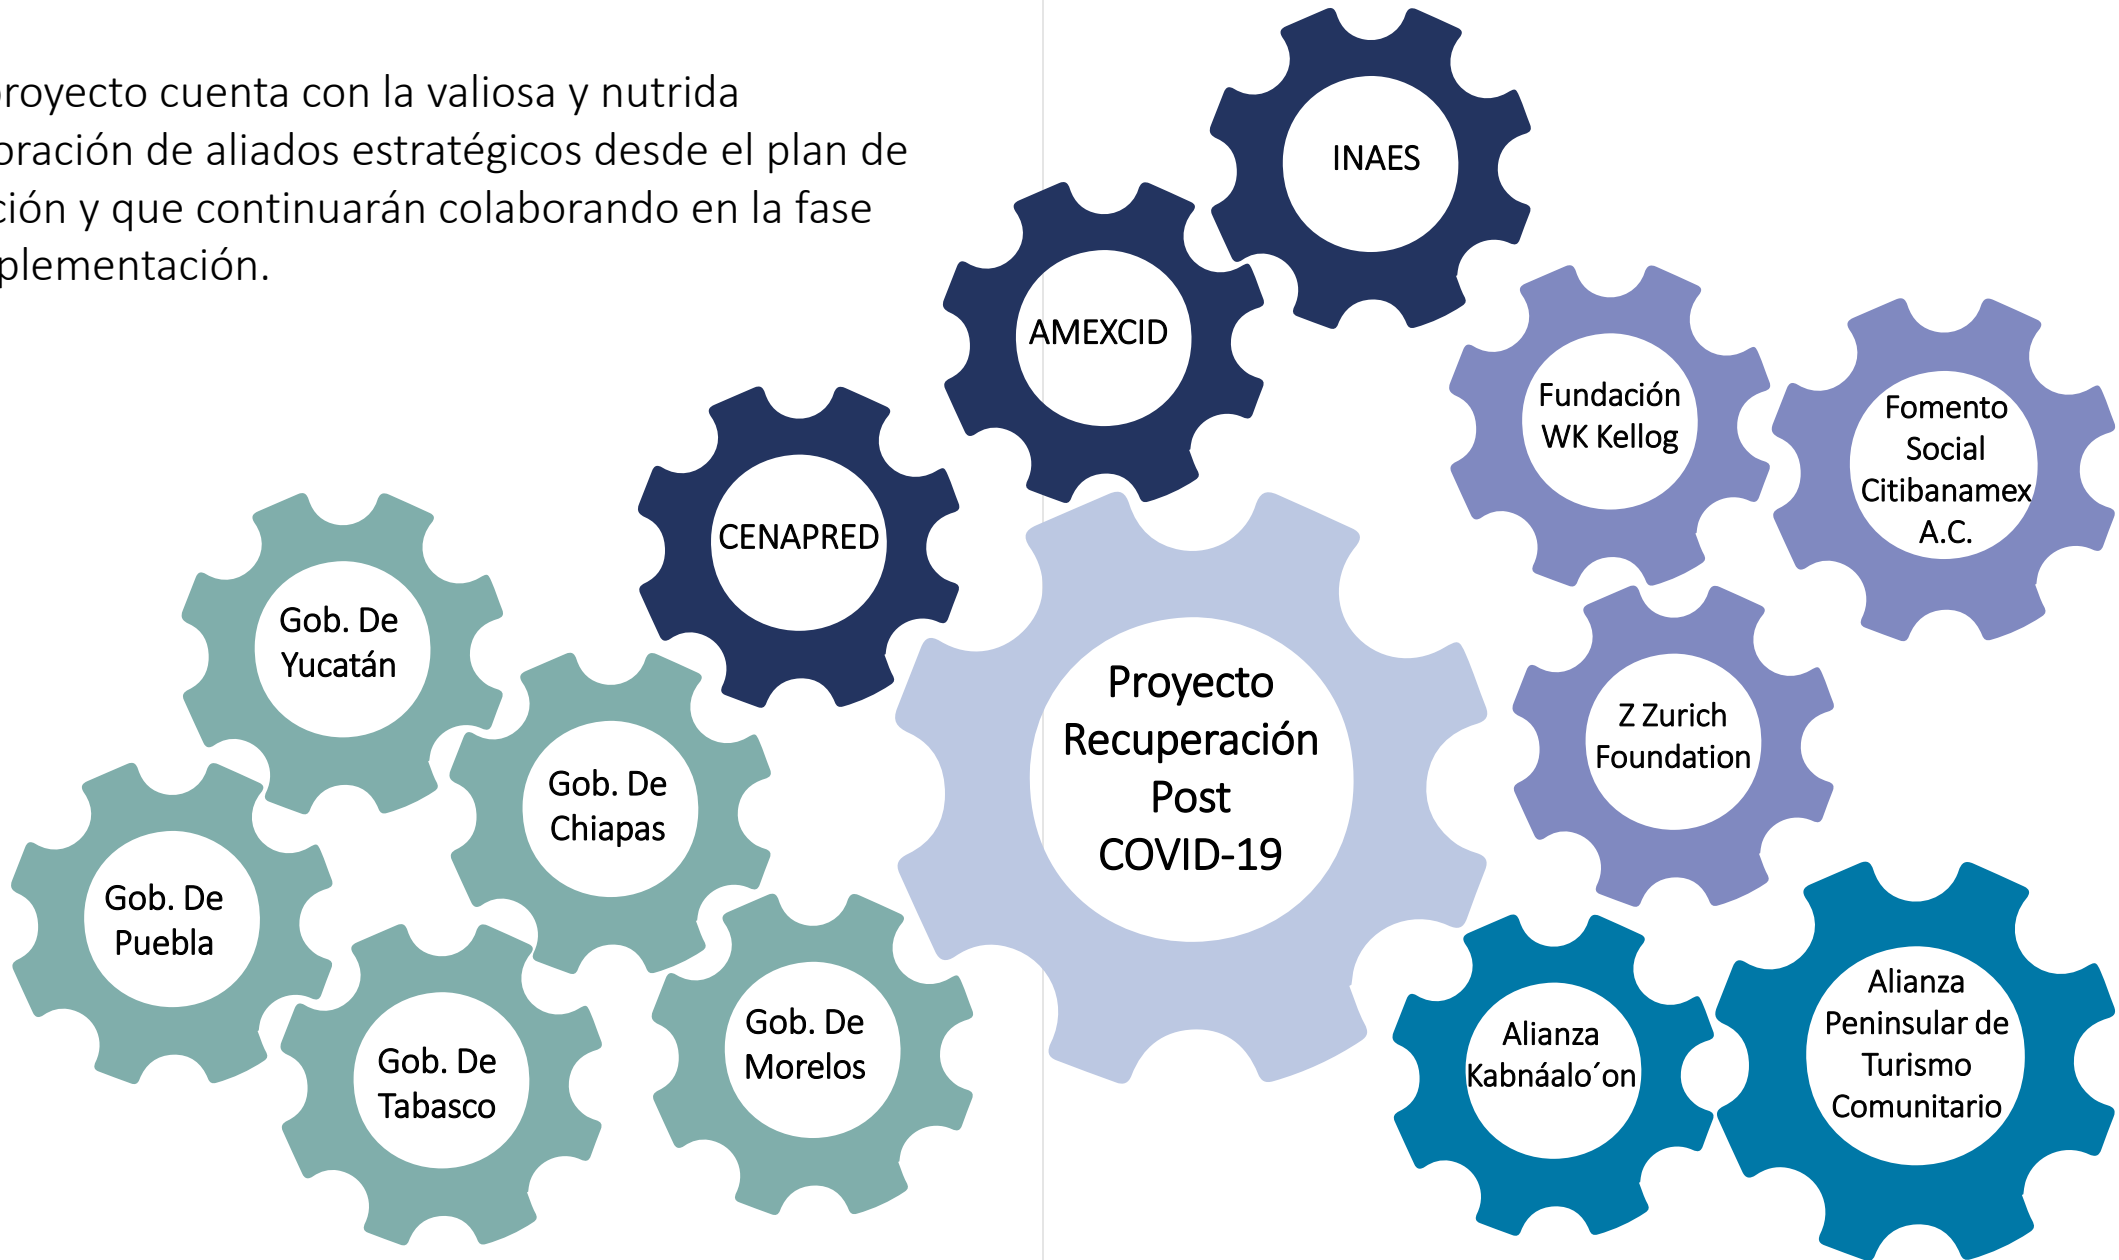 royecto cuenta con la valiosa y nutrida
oración de aliados estratégicos desde el plan de
ción y que continuarán colaborando en la fase
plementación.
INAES
AMEXCID
CENAPRED
Fundación
WK Kellog
Fomento
Social
Citibanamex
A.C.
Z Zurich
Foundation
Gob. De
Yucatán
Gob. De
Chiapas
Gob. De
Puebla
Gob. De
Tabasco
Gob. De
Morelos
Proyecto
Recuperación
Post
COVID-19
Alianza
Kabnáalo´on
Alianza
Peninsular de
Turismo
Comunitario